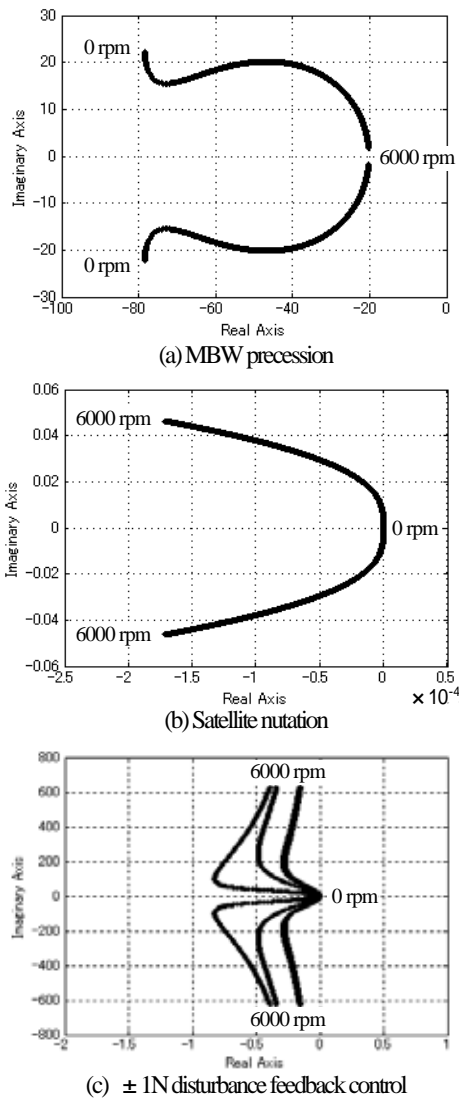 30
20
10
0
-10
-20
-30
0 rpm
6000 rpm
0 rpm
Imaginary Axis
-100 -80 -60 -40 -20 0
Real Axis
(a) MBW precession
0.06
0.04
0.02
0
-0.02
-0.04
-0.06
6000 rpm
0 rpm
6000 rpm
Imaginary Axis
-2.5 -2 -1.5 -1 -0.5 0 0.5
Real Axis
× 10⁻⁴
(b) Satellite nutation
800
600
400
200
0
-200
-400
-600
-800
6000 rpm
0 rpm
6000 rpm
Imaginary Axis
-2 -1.5 -1 -0.5 0 0.5 1
Real Axis
(c) ± 1N disturbance feedback control